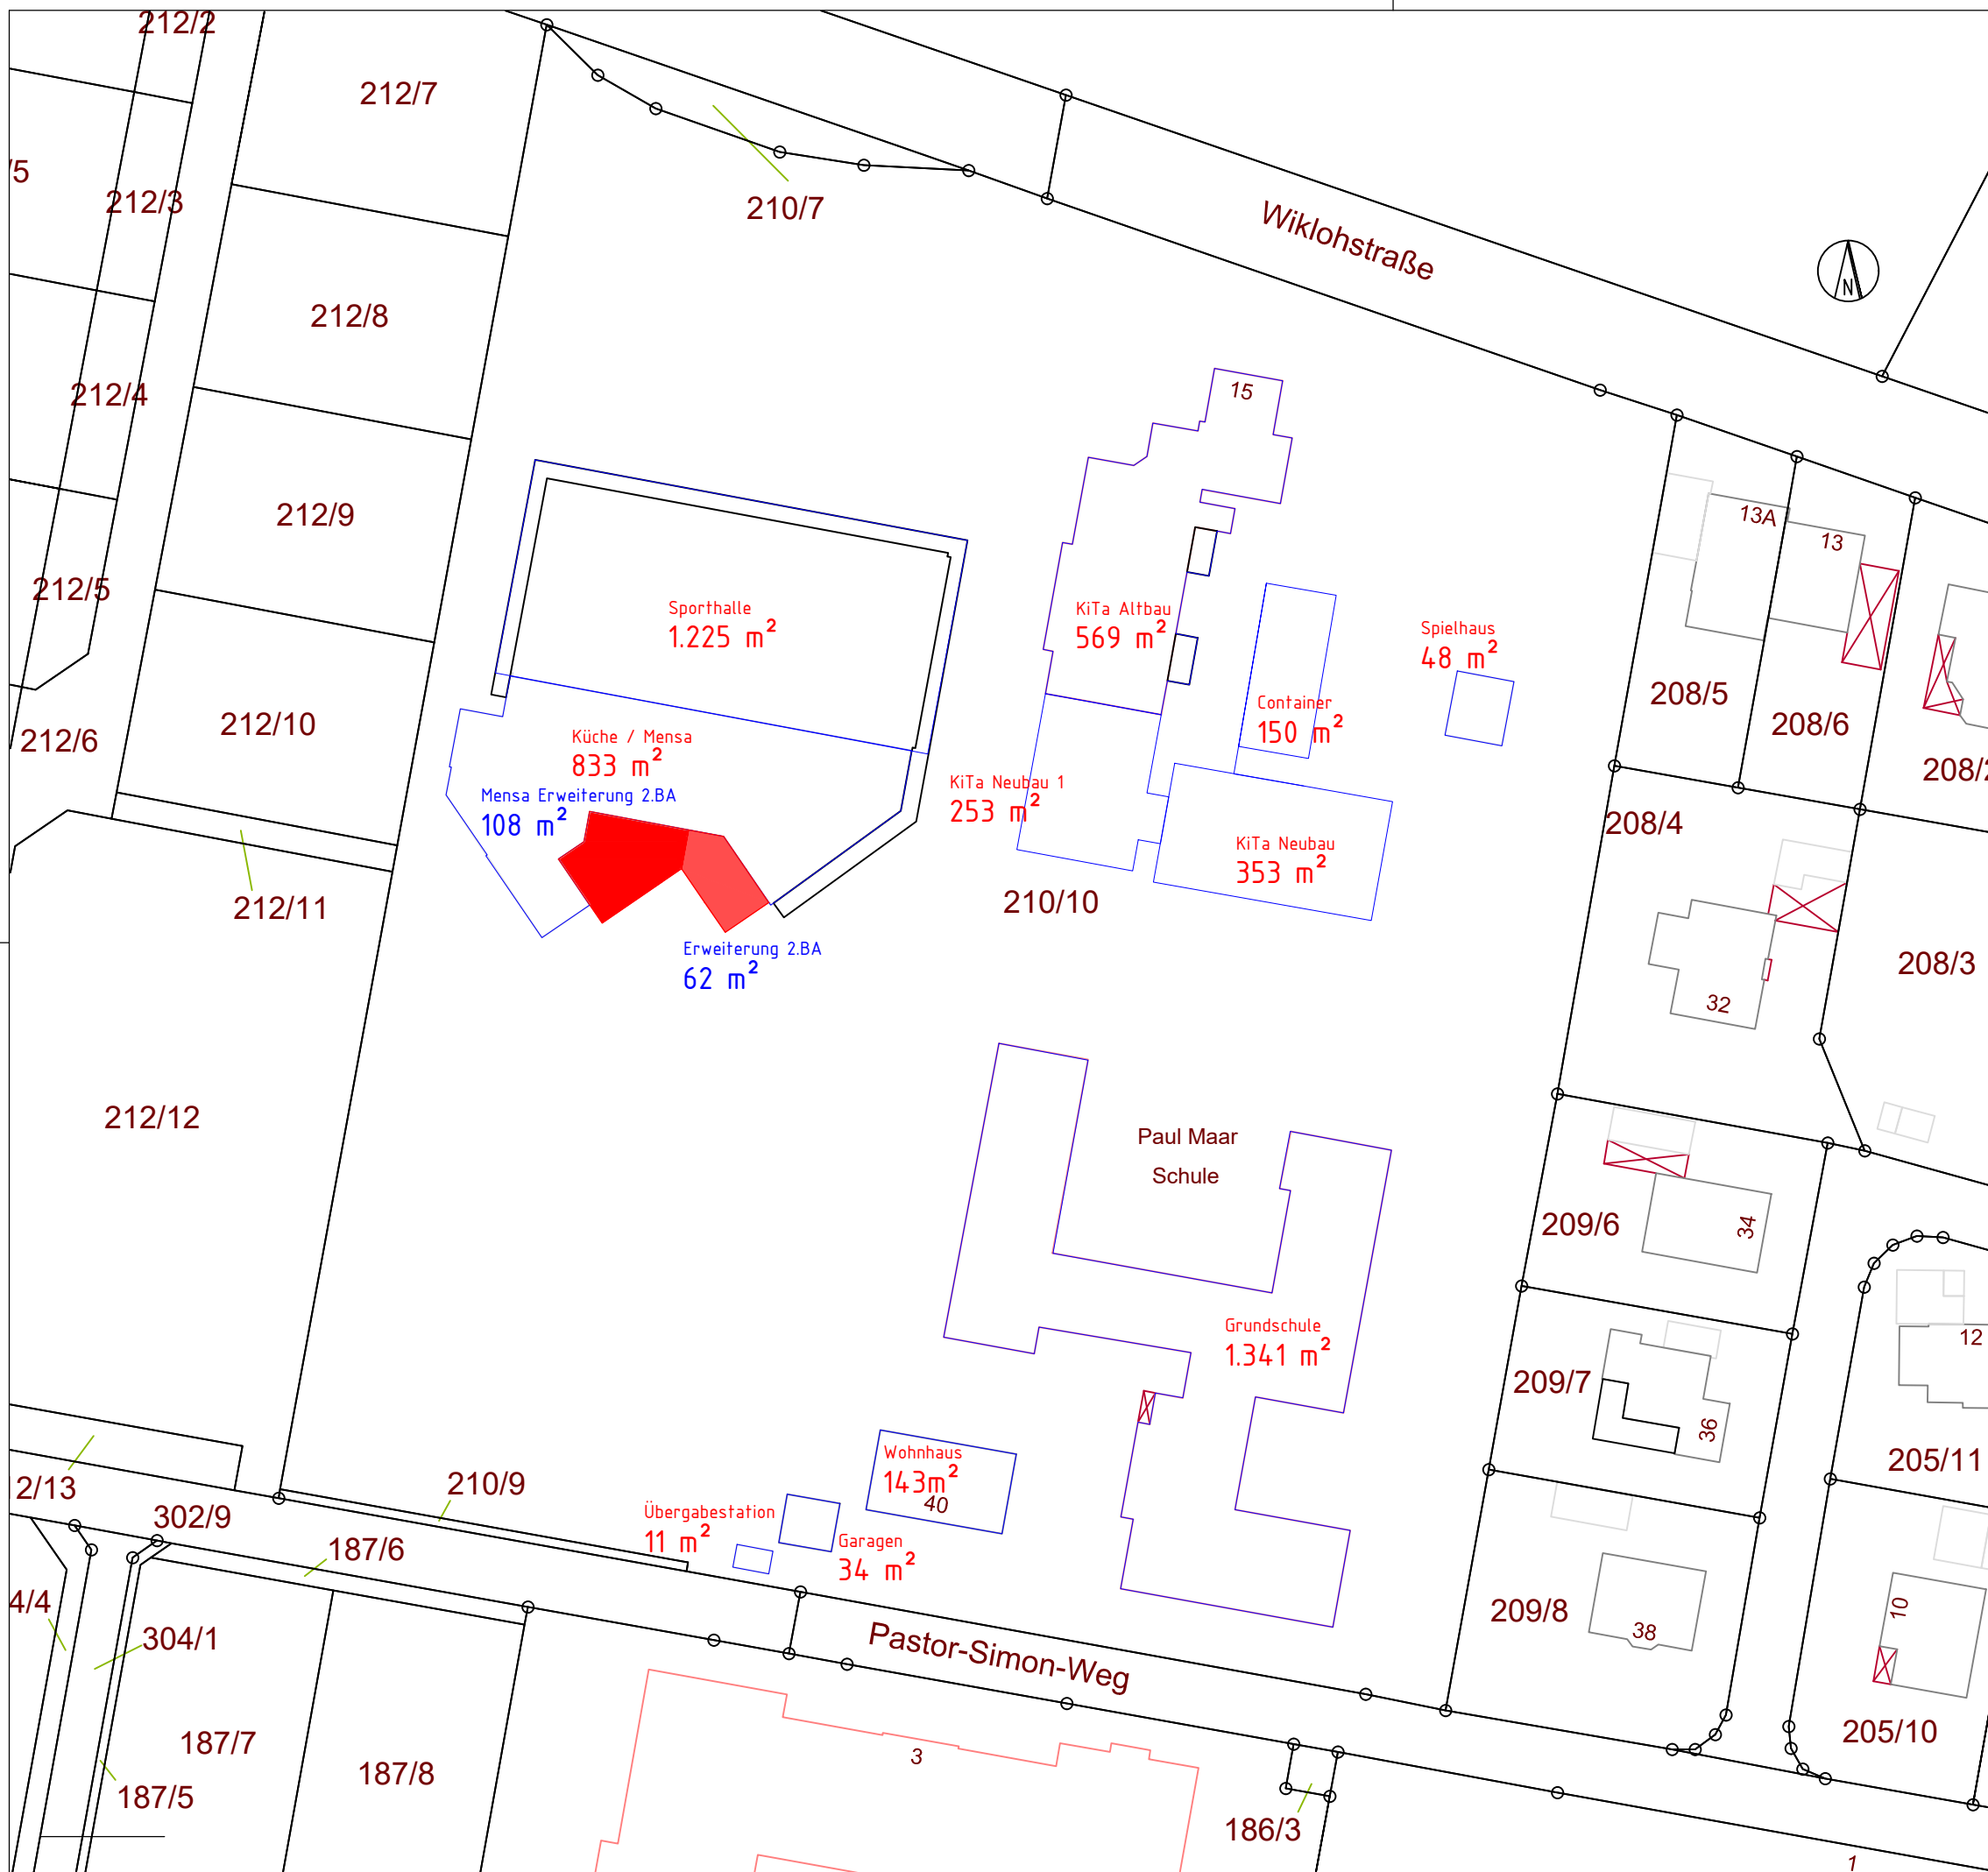 212/2
212/7
/5
212/3
210/7
Wiklohstraße
N
212/8
212/4
15
212/9
13A
13
212/5
Sporthalle
1.225 m²
KiTa Altbau
569 m²
Spielhaus
48 m²
208/5
212/6
212/10
Küche / Mensa
833 m²
Container
150 m²
208/6
208/2
Mensa Erweiterung 2.BA
108 m²
KiTa Neubau 1
253 m²
208/4
KiTa Neubau
353 m²
212/11
210/10
Erweiterung 2.BA
62 m²
208/3
32
212/12
Paul Maar
Schule
209/6
34
Grundschule
1.341 m²
12
209/7
36
Wohnhaus
143m²
40
205/11
2/13
210/9
302/9
Übergabestation
11 m²
Garagen
34 m²
187/6
4/4
304/1
Pastor-Simon-Weg
209/8
38
10
187/7
187/8
3
205/10
187/5
186/3
1